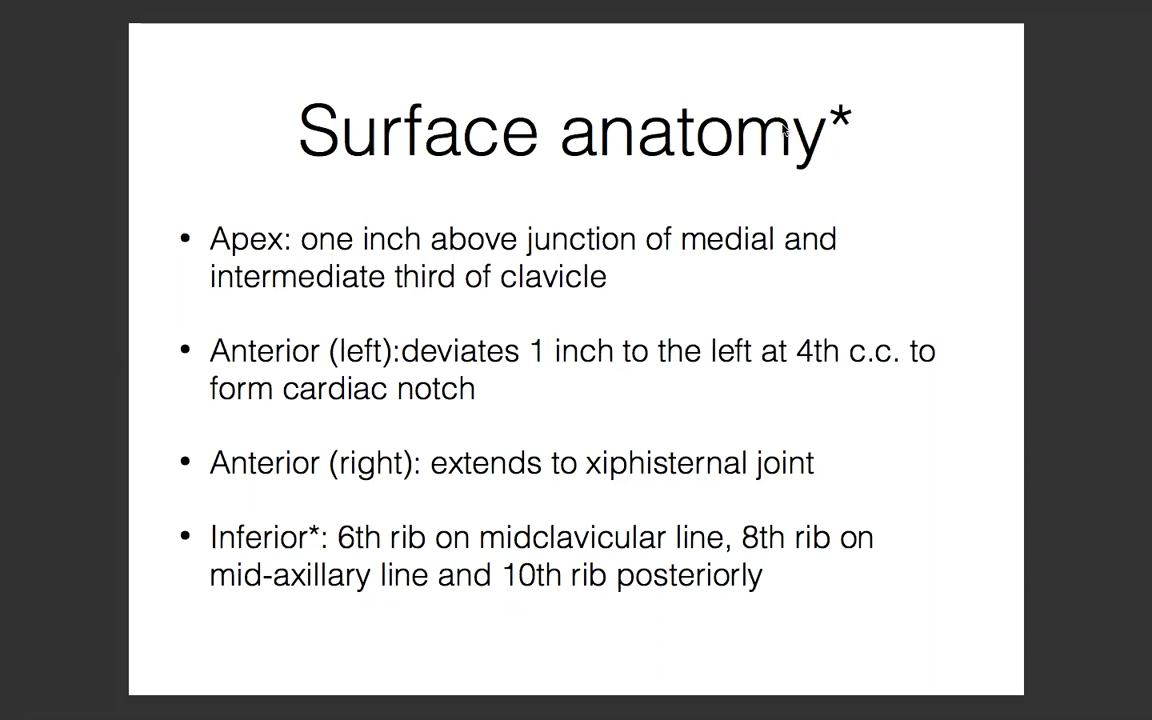 Surface anatomy*
• Apex: one inch above junction of medial and
intermediate third of clavicle
• Anterior (left):deviates 1 inch to the left at 4th c.c. to
form cardiac notch
• Anterior (right): extends to xiphisternal joint
• Inferior*: 6th rib on midclavicular line, 8th rib on
mid-axillary line and 10th rib posteriorly